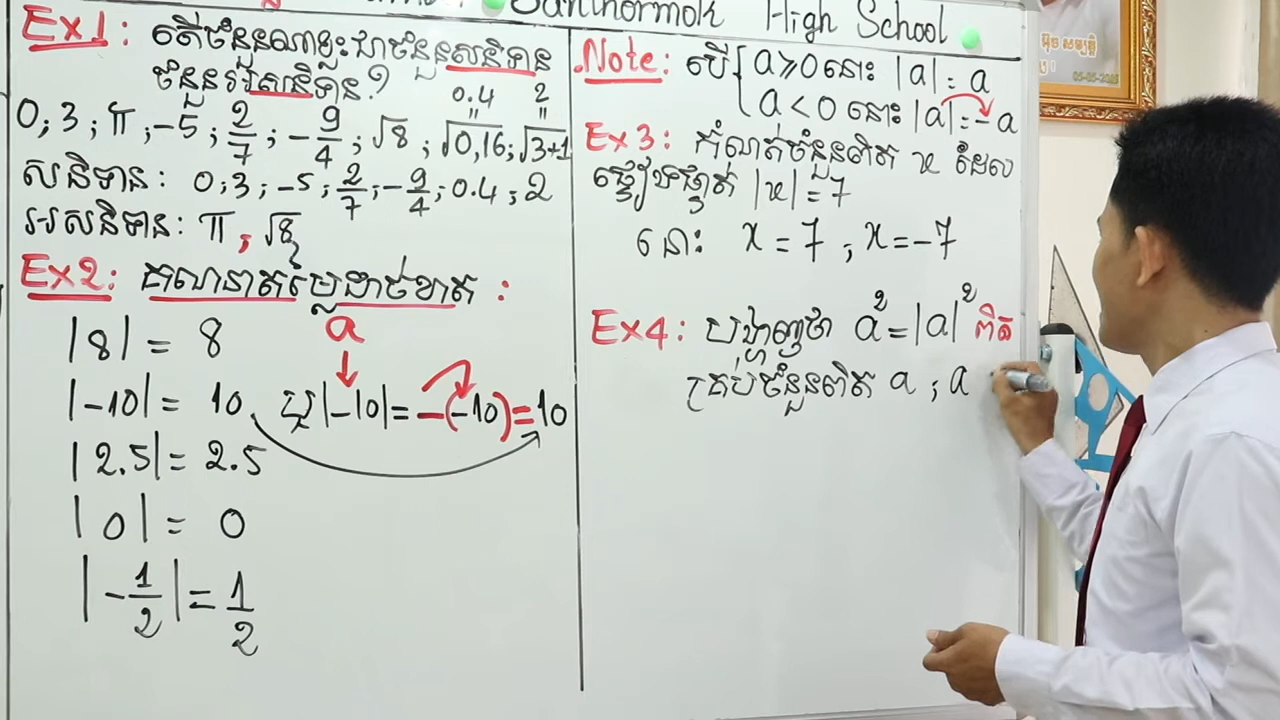 Santhormok High School
Ex1: តើចំនួនណាខ្លះជាចំនួនសនិទាន
ចំនួនអសនិទាន?
0.4 2
= =
0; 3; π; -5; 2/7; -9/4; √8; √0,16; √3+1
សនិទាន: 0; 3; -5; 2/7; -9/4; 0.4; 2
អសនិទាន: π, √8
Ex2: គណនាតម្លៃដាច់ខាត :
|8| = 8 a
↓
|-10| = 10 ឬ |-10| = -(-10) = 10
|2.5| = 2.5
|0| = 0
|-1/2| = 1/2
Note: បើ { a ≥ 0 នោះ |a| = a
a < 0 នោះ |a| = -a
Ex3: កំណត់ចំនួនពិត x ដែល
ផ្ទៀងផ្ទាត់ |x| = 7
នោះ x = 7 , x = -7
Ex4: បង្ហាញថា a² = |a|² ពិត
គ្រប់ចំនួនពិត a ; a
05-05-2025